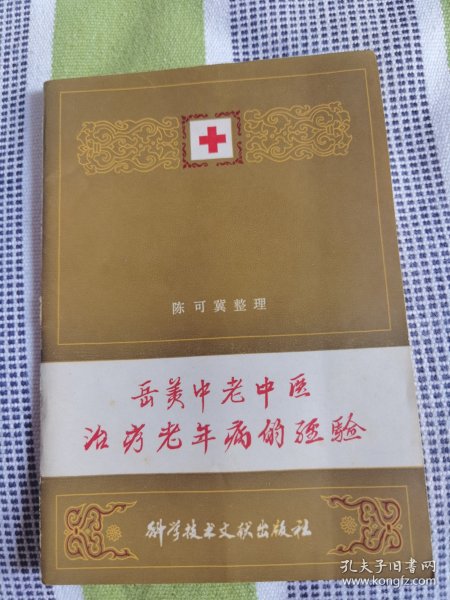 陈可冀整理
岳美中老中医
治疗老年病的经验
科学技术文献出版社
孔夫子旧书网
www.kongfz.com